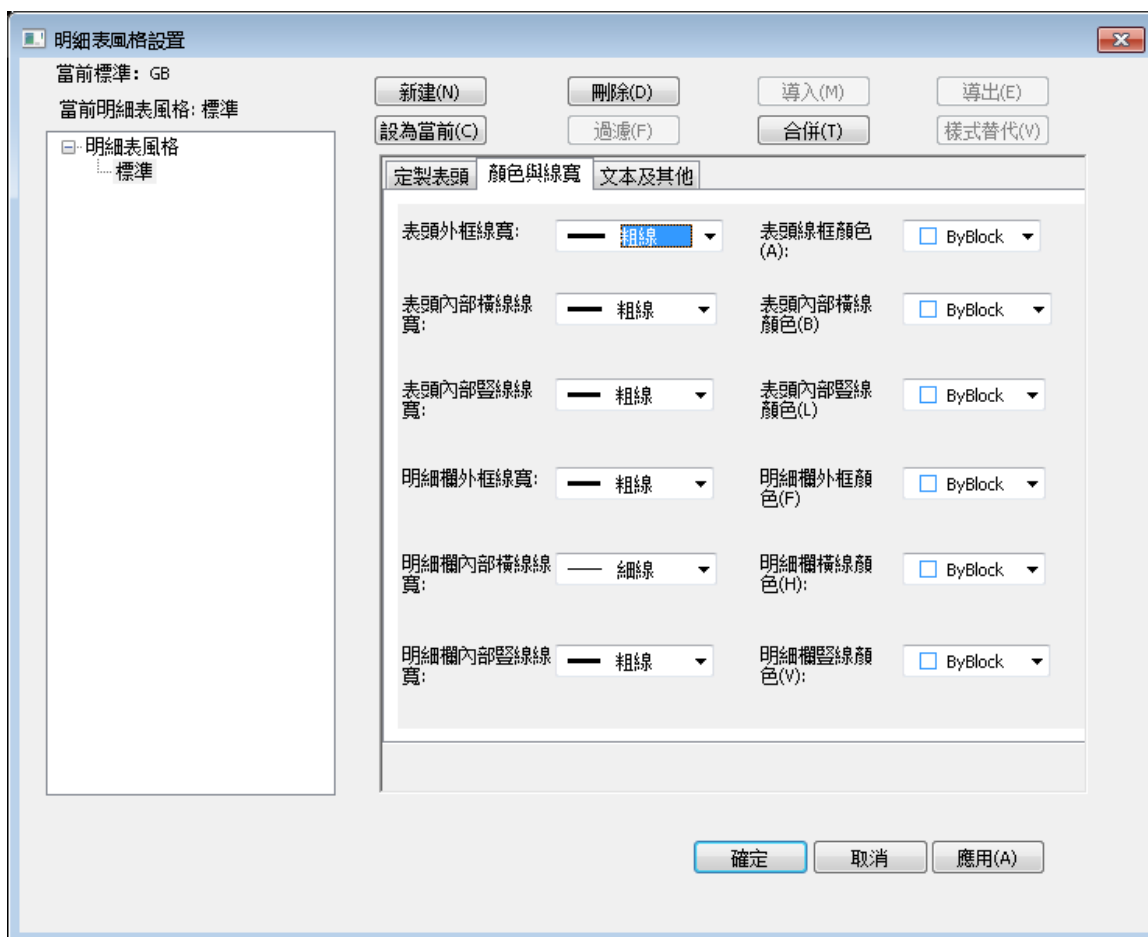 明細表風格設置
當前標準: GB
當前明細表風格: 標準
新建(N)
刪除(D)
導入(M)
導出(E)
設為當前(C)
過濾(F)
合併(T)
樣式替代(V)
明細表風格
標準
定製表頭
顏色與線寬
文本及其他
表頭外框線寬:
粗線
表頭線框顏色
(A):
ByBlock
表頭內部橫線線
寬:
粗線
表頭內部橫線
顏色(B)
ByBlock
表頭內部豎線線
寬:
粗線
表頭內部豎線
顏色(L)
ByBlock
明細欄外框線寬:
粗線
明細欄外框顏
色(F)
ByBlock
明細欄內部橫線線
寬:
細線
明細欄橫線顏
色(H):
ByBlock
明細欄內部豎線線
寬:
粗線
明細欄豎線顏
色(V):
ByBlock
確定
取消
應用(A)